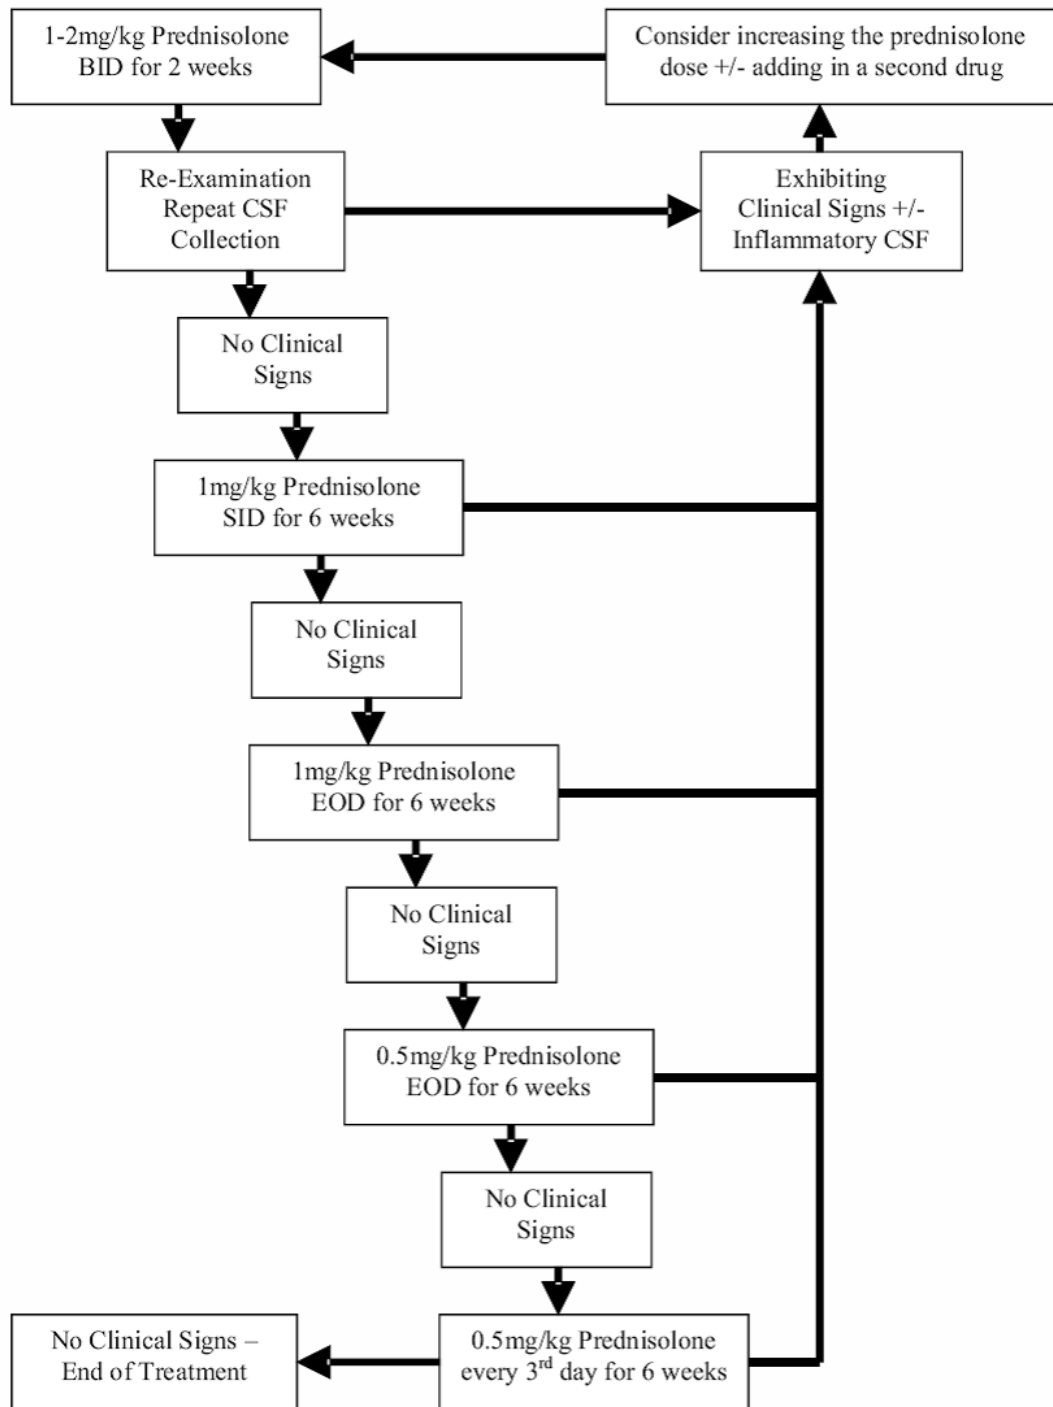 1-2mg/kg Prednisolone
BID for 2 weeks
Consider increasing the prednisolone
dose +/- adding in a second drug
Re-Examination
Repeat CSF
Collection
Exhibiting
Clinical Signs +/-
Inflammatory CSF
No Clinical
Signs
1mg/kg Prednisolone
SID for 6 weeks
No Clinical
Signs
1mg/kg Prednisolone
EOD for 6 weeks
No Clinical
Signs
0.5mg/kg Prednisolone
EOD for 6 weeks
No Clinical
Signs
No Clinical Signs –
End of Treatment
0.5mg/kg Prednisolone
every 3rd day for 6 weeks